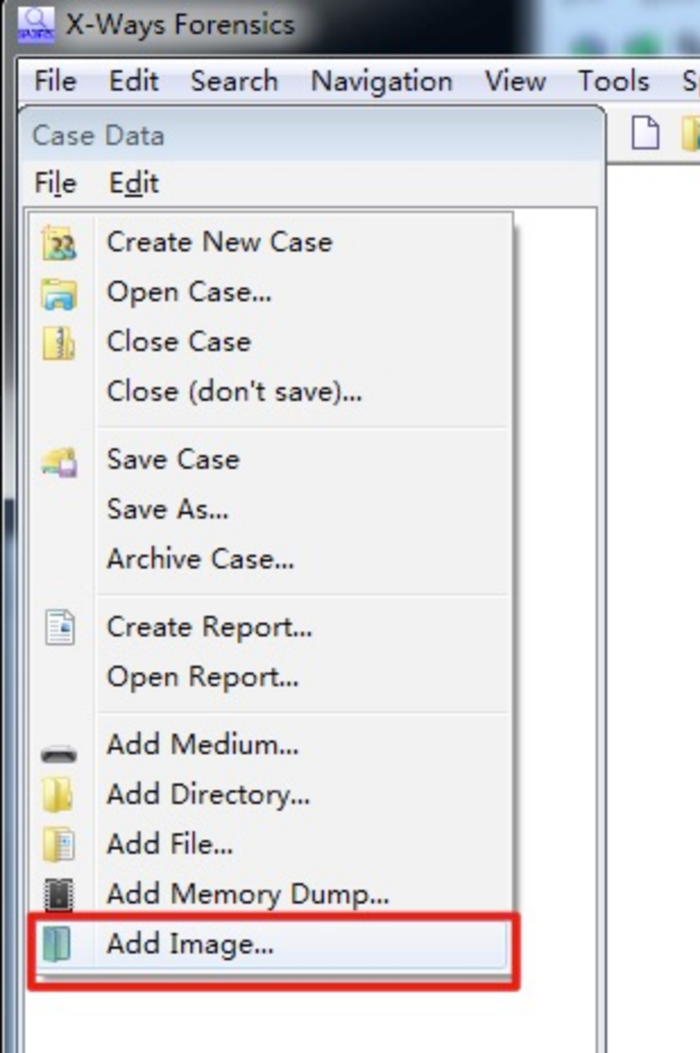 X-Ways Forensics
File Edit Search Navigation View Tools
Case Data
File Edit
Create New Case
Open Case...
Close Case
Close (don't save)...
Save Case
Save As...
Archive Case...
Create Report...
Open Report...
Add Medium...
Add Directory...
Add File...
Add Memory Dump...
Add Image...